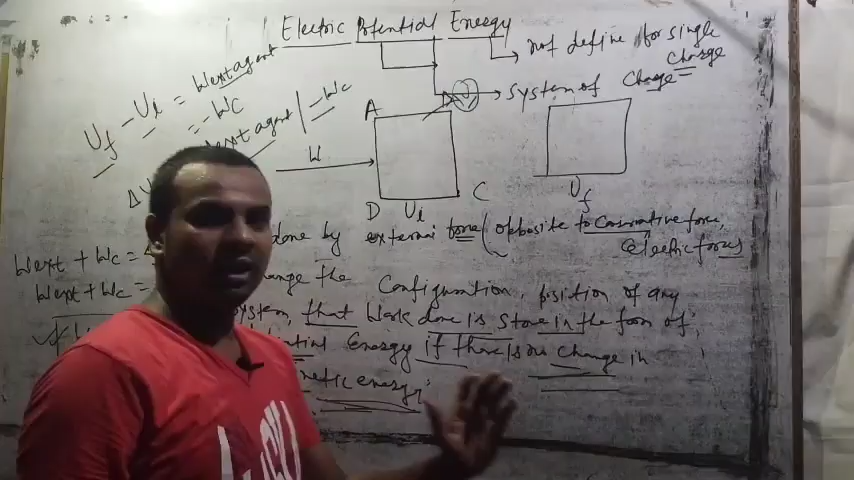 Electric Potential Energy
not define for single
charge
system of charge
Uf - Ui = Wext agent
= -Wc
ext agent | -Wc
ΔU
W
A
C
D
Ui
Uf
Wext + Wc =
Wext + Wc =
done by external force (opposite to
force,
electric force)
change the Configuration, position of any
system, that Work done is store in the form of
Energy if there is no change in
netic energy